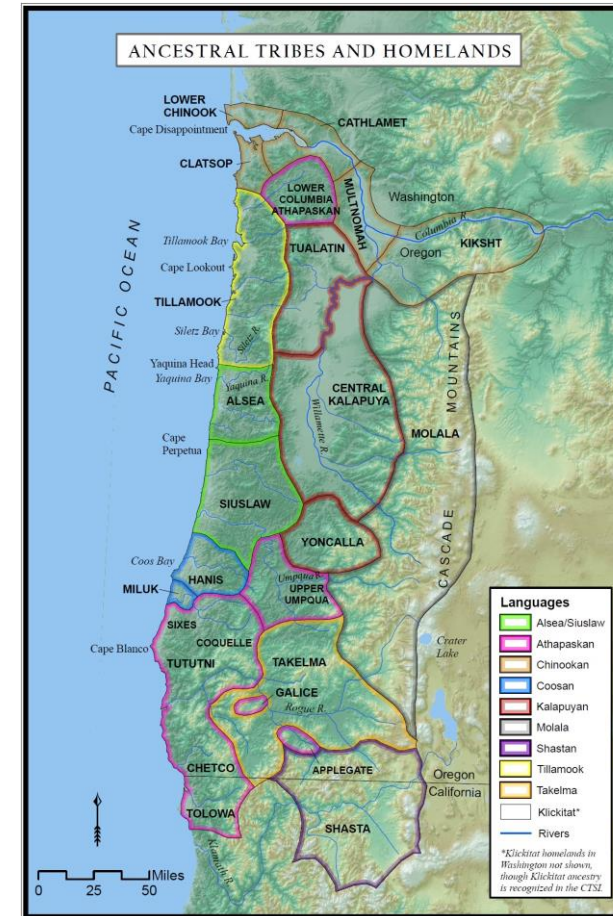 ANCESTRAL TRIBES AND HOMELANDS
LOWER
CHINOOK
Cape Disappointment
CATHLAMET
CLATSOP
LOWER
COLUMBIA
ATHAPASKAN
MULTNOMAH
Washington
Columbia R.
Oregon
KIKSHT
TUALATIN
Tillamook Bay
Cape Lookout
TILLAMOOK
Siletz Bay
Siletz R.
PACIFIC OCEAN
Yaquina Head
Yaquina Bay
Yaquina R.
ALSEA
CENTRAL
KALAPUYA
Willamette R.
MOLALA
CASCADE MOUNTAINS
Cape
Perpetua
SIUSLAW
YONCALLA
Coos Bay
HANIS
MILUK
Umpqua R.
UPPER
UMPQUA
SIXES
COQUELLE
Cape Blanco
TUTUTNI
TAKELMA
GALICE
Rogue R.
Crater
Lake
CHETCO
APPLEGATE
Oregon
California
TOLOWA
SHASTA
Klamath R.
0 25 50 Miles
Languages
Alsea/Siuslaw
Athapaskan
Chinookan
Coosan
Kalapuyan
Molala
Shastan
Tillamook
Takelma
Klickitat*
Rivers
*Klickitat homelands in
Washington not shown,
though Klickitat ancestry
is recognized in the CTSI.